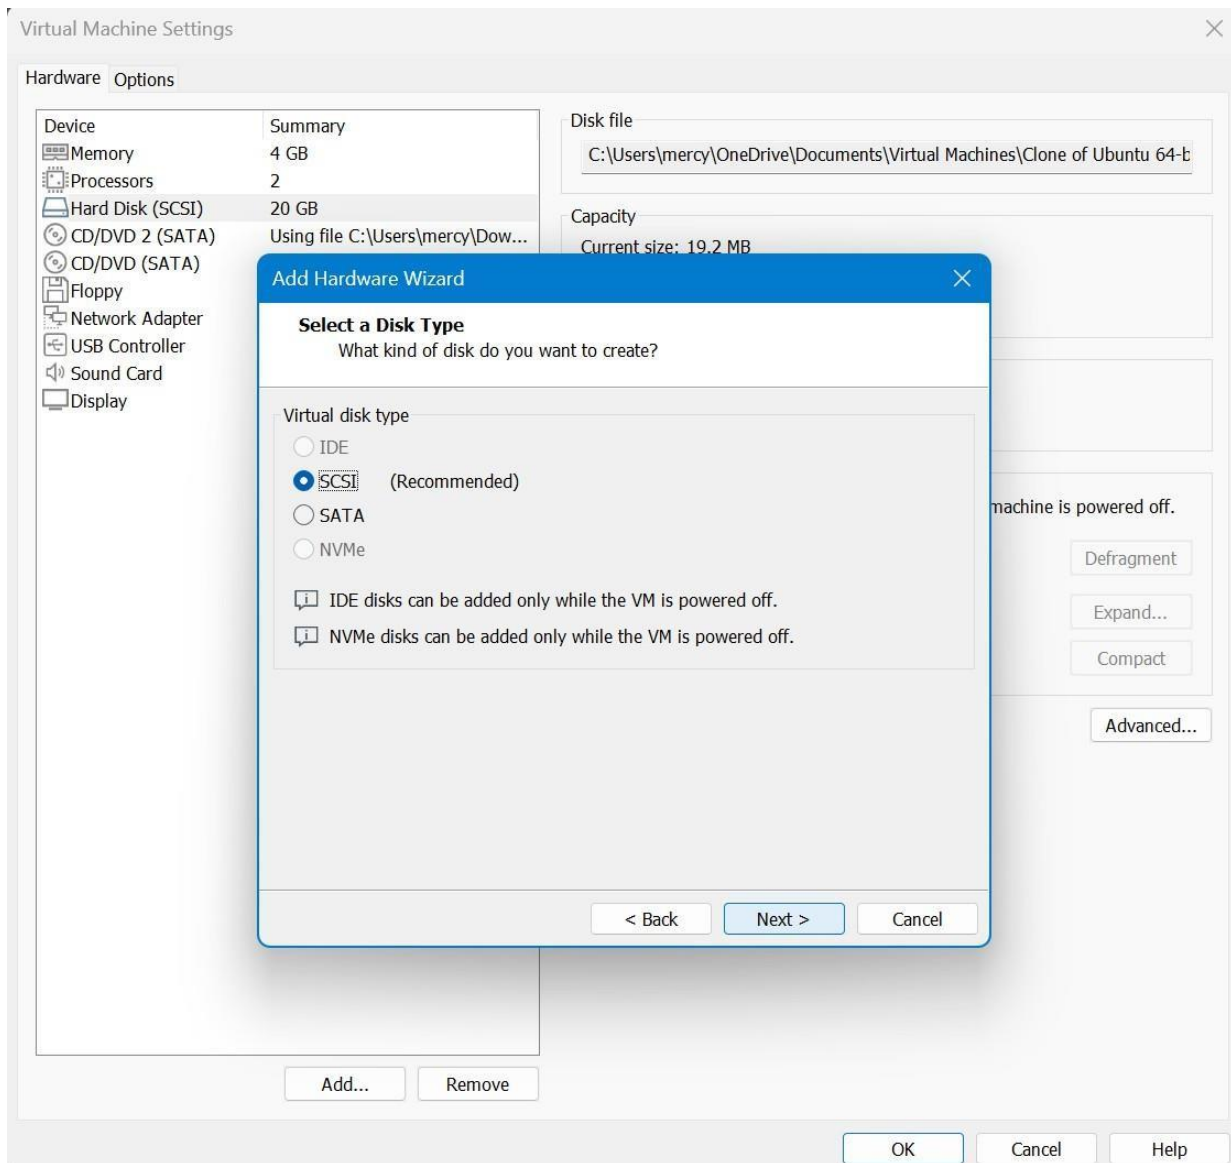 Virtual Machine Settings
Hardware Options
Device Summary
Memory 4 GB
Processors 2
Hard Disk (SCSI) 20 GB
CD/DVD 2 (SATA) Using file C:\Users\mercy\Dow...
CD/DVD (SATA)
Floppy
Network Adapter
USB Controller
Sound Card
Display
Disk file
C:\Users\mercy\OneDrive\Documents\Virtual Machines\Clone of Ubuntu 64-b
Capacity
Current size: 19.2 MB
Add Hardware Wizard
Select a Disk Type
What kind of disk do you want to create?
Virtual disk type
IDE
SCSI (Recommended)
SATA
NVMe
IDE disks can be added only while the VM is powered off.
NVMe disks can be added only while the VM is powered off.
< Back Next > Cancel
machine is powered off.
Defragment
Expand...
Compact
Advanced...
Add... Remove
OK Cancel Help